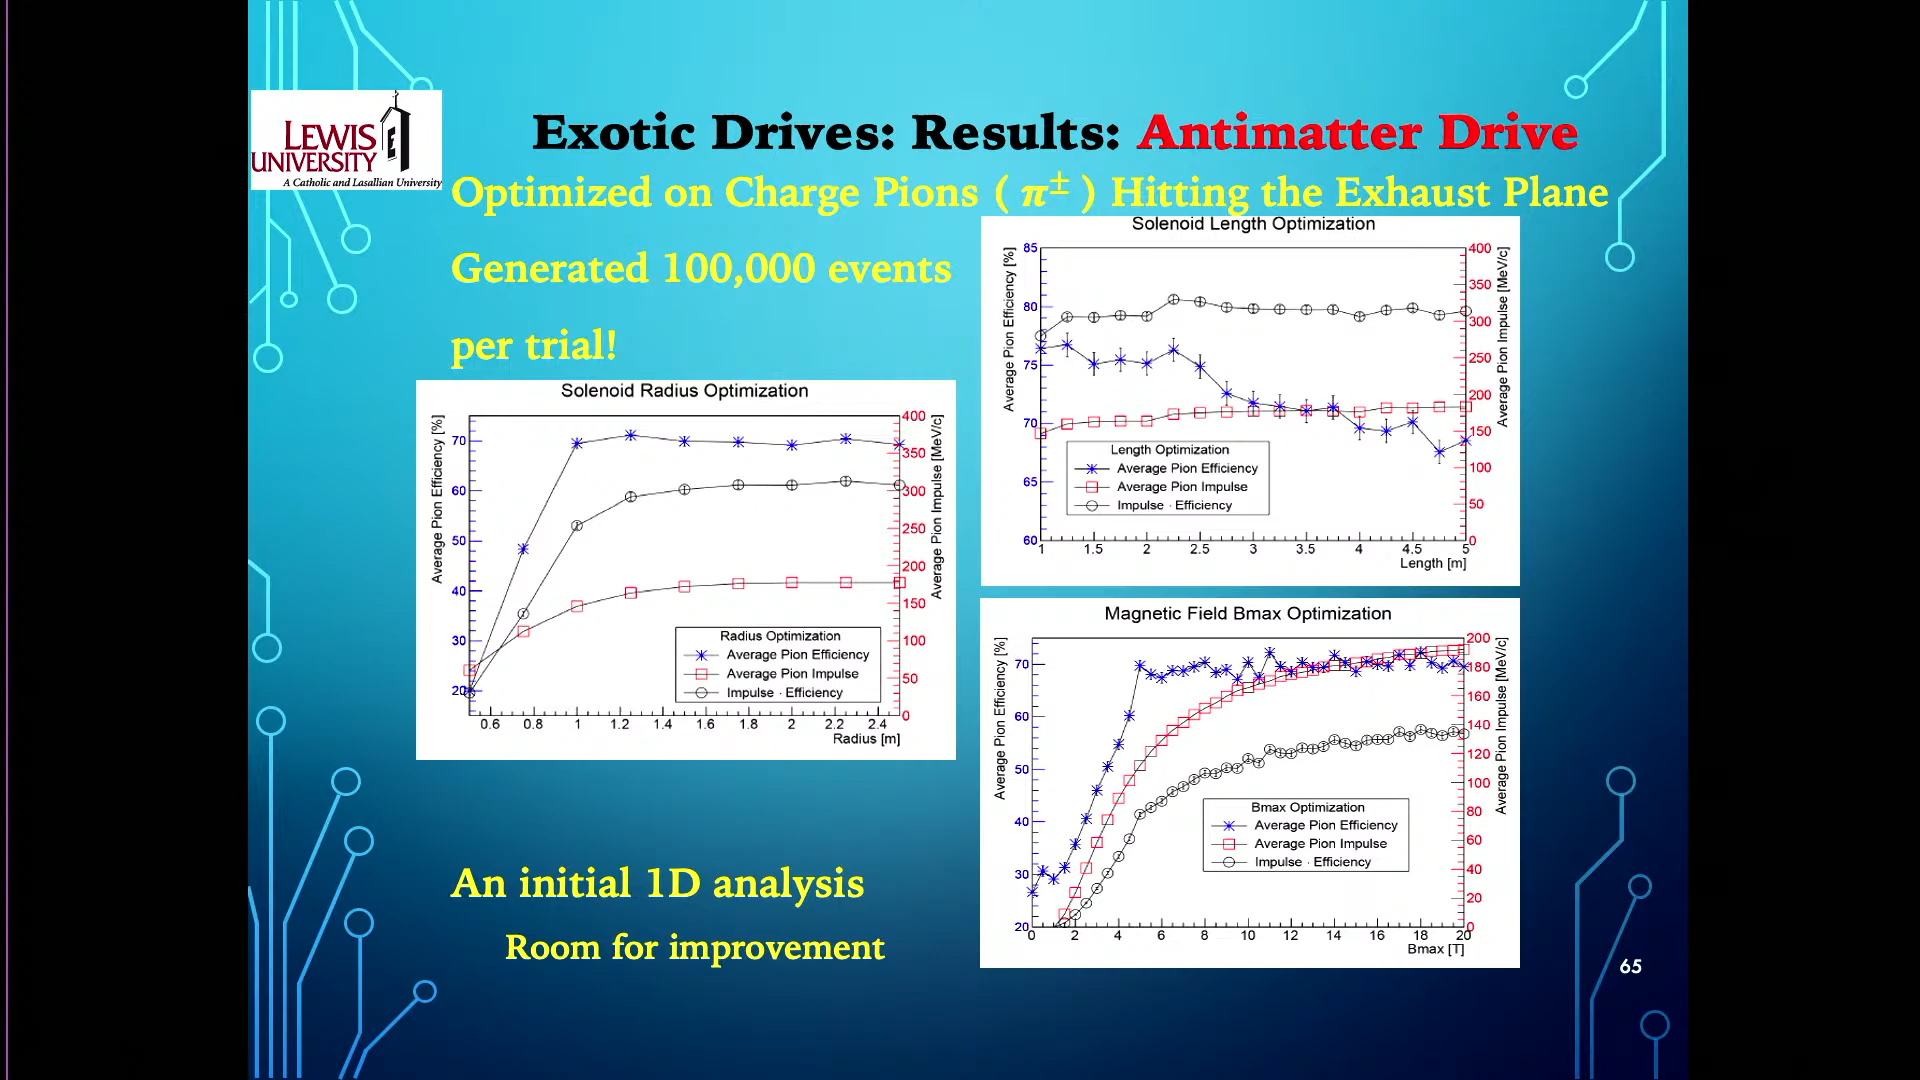 LEWIS
UNIVERSITY
A Catholic and Lasallian University
Exotic Drives: Results: Antimatter Drive
Optimized on Charge Pions ( π± ) Hitting the Exhaust Plane
Generated 100,000 events
per trial!
Solenoid Length Optimization
Average Pion Efficiency [%]
85
80
75
70
65
60
400
350
300
250
200
150
100
50
0
Average Pion Impulse [MeV/c]
Length Optimization
Average Pion Efficiency
Average Pion Impulse
Impulse · Efficiency
1 1.5 2 2.5 3 3.5 4 4.5 5
Length [m]
Solenoid Radius Optimization
Average Pion Efficiency [%]
70
60
50
40
30
20
400
350
300
250
200
150
100
50
0
Average Pion Impulse [MeV/c]
Radius Optimization
Average Pion Efficiency
Average Pion Impulse
Impulse · Efficiency
0.6 0.8 1 1.2 1.4 1.6 1.8 2 2.2 2.4
Radius [m]
Magnetic Field Bmax Optimization
Average Pion Efficiency [%]
70
60
50
40
30
20
200
180
160
140
120
100
80
60
40
20
0
Average Pion Impulse [MeV/c]
Bmax Optimization
Average Pion Efficiency
Average Pion Impulse
Impulse · Efficiency
0 2 4 6 8 10 12 14 16 18 20
Bmax [T]
An initial 1D analysis
Room for improvement
65